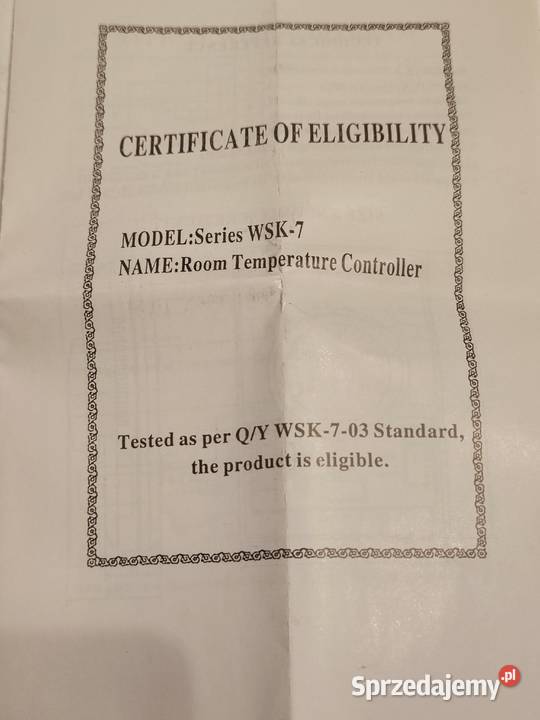 CERTIFICATE OF ELIGIBILITY
MODEL:Series WSK-7
NAME:Room Temperature Controller
Tested as per Q/Y WSK-7-03 Standard,
the product is eligible.
Sprzedajemy.pl